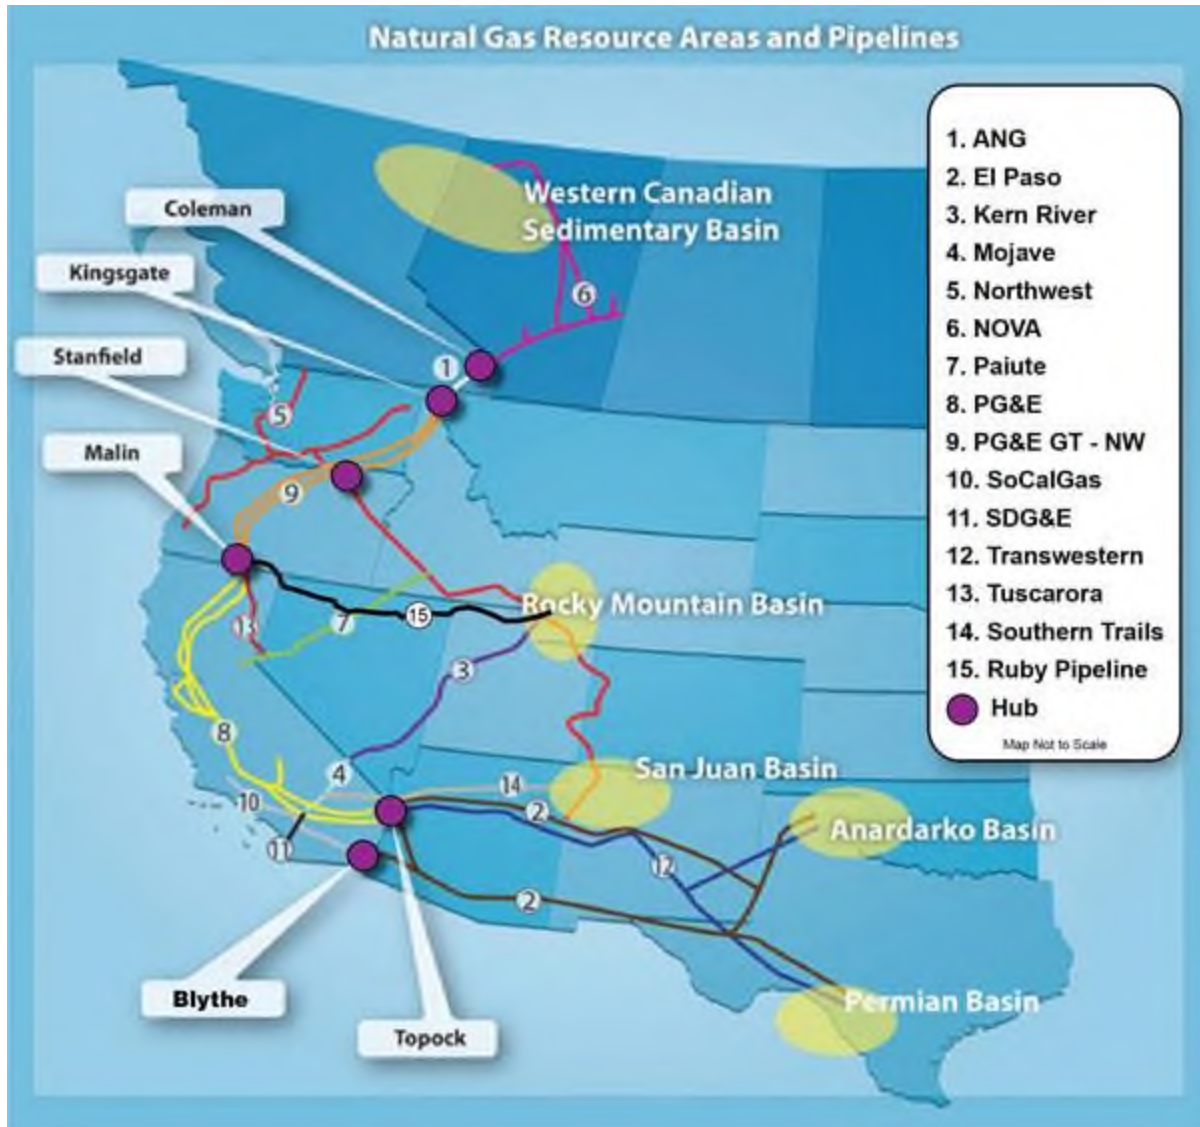 Natural Gas Resource Areas and Pipelines
1. ANG
2. El Paso
3. Kern River
4. Mojave
5. Northwest
6. NOVA
7. Paiute
8. PG&E
9. PG&E GT - NW
10. SoCalGas
11. SDG&E
12. Transwestern
13. Tuscarora
14. Southern Trails
15. Ruby Pipeline
Hub
Map Not to Scale
Western Canadian
Sedimentary Basin
Coleman
Kingsgate
Stanfield
Malin
6
1
5
9
Rocky Mountain Basin
15
7
13
3
8
4
14
San Juan Basin
10
2
Anardarko Basin
11
12
2
Blythe
Permian Basin
Topock